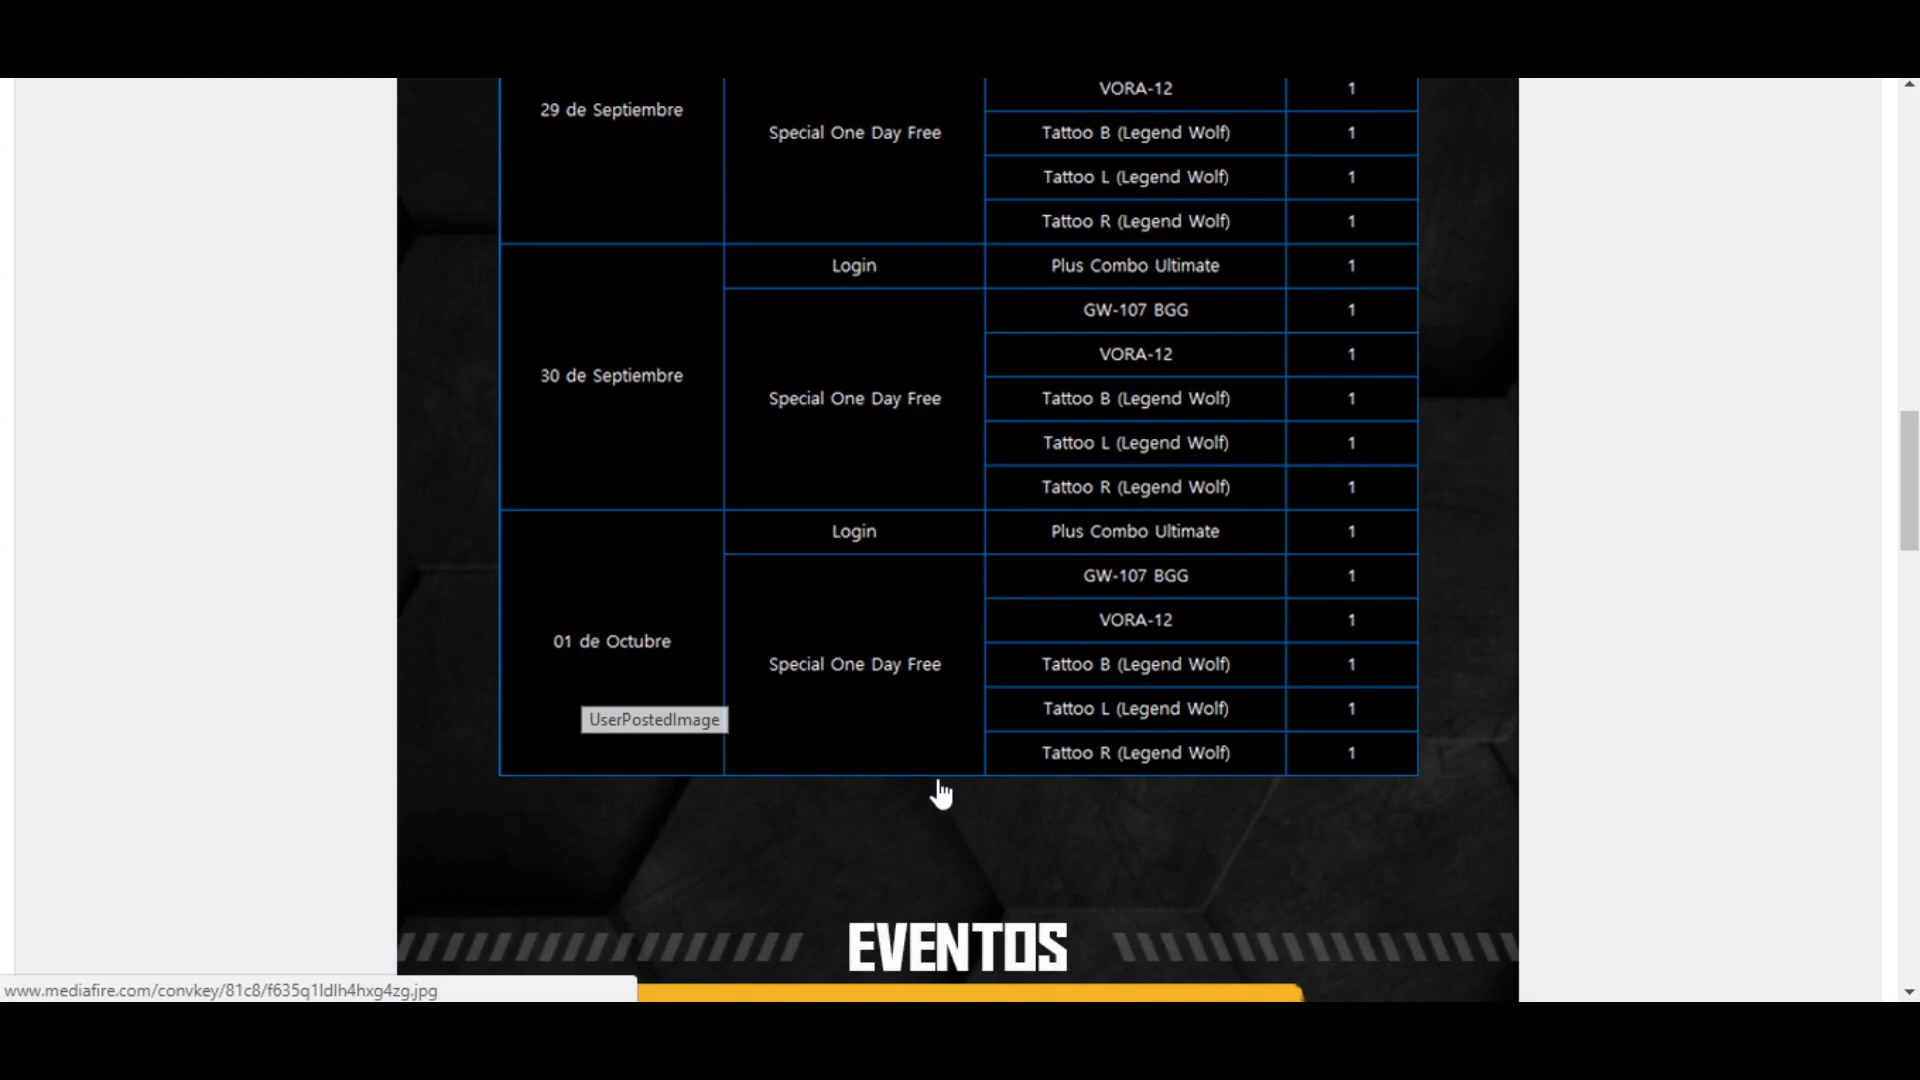 VORA-12 1
29 de Septiembre
Special One Day Free
Tattoo B (Legend Wolf) 1
Tattoo L (Legend Wolf) 1
Tattoo R (Legend Wolf) 1
Login Plus Combo Ultimate 1
GW-107 BGG 1
VORA-12 1
30 de Septiembre
Special One Day Free
Tattoo B (Legend Wolf) 1
Tattoo L (Legend Wolf) 1
Tattoo R (Legend Wolf) 1
Login Plus Combo Ultimate 1
GW-107 BGG 1
VORA-12 1
01 de Octubre
Special One Day Free
Tattoo B (Legend Wolf) 1
Tattoo L (Legend Wolf) 1
UserPostedImage
Tattoo R (Legend Wolf) 1
EVENTOS
www.mediafire.com/convkey/81c8/f635q1ldlh4hxg4zg.jpg